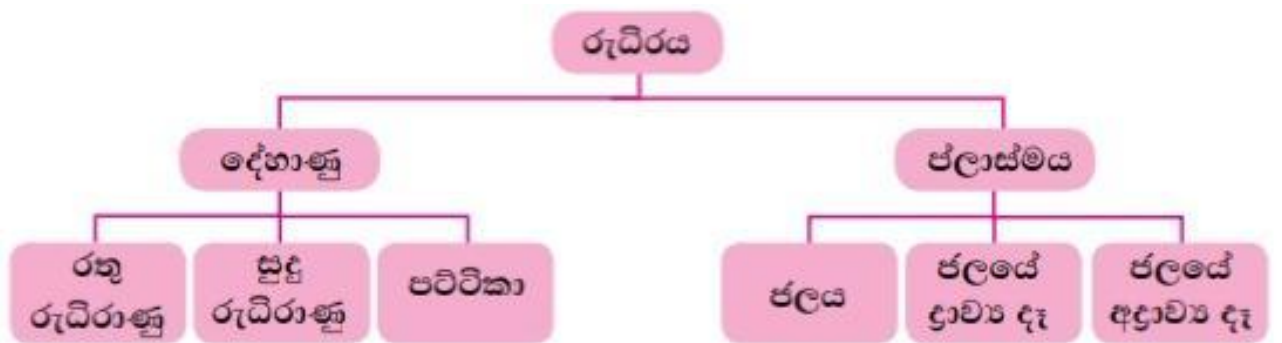 රුධිරය
දේහාණු
ප්ලාස්මය
රතු
රුධිරාණු
සුදු
රුධිරාණු
පට්ටිකා
ජලය
ජලයේ
ද්‍රාව්‍ය දෑ
ජලයේ
අද්‍රාව්‍ය දෑ